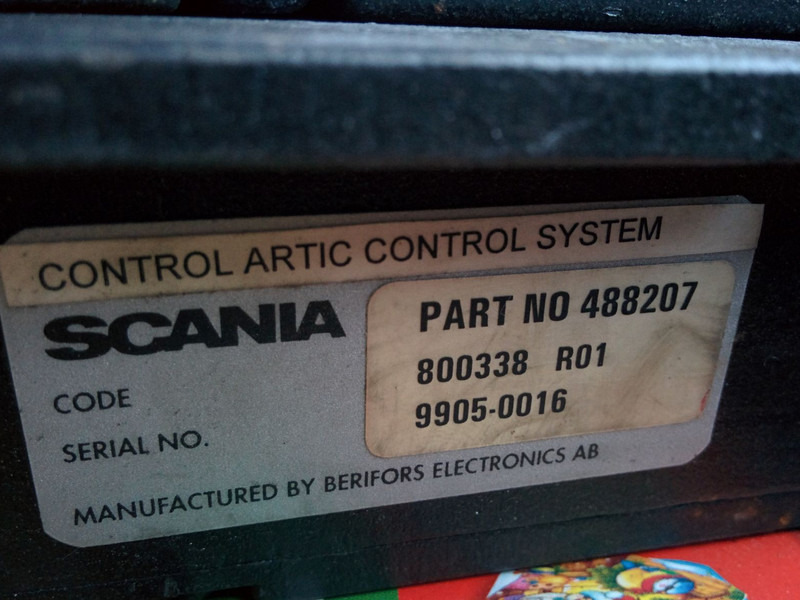 CONTROL ARTIC CONTROL SYSTEM
SCANIA
PART NO 488207
CODE 800338 R01
SERIAL NO. 9905-0016
MANUFACTURED BY BERIFORS ELECTRONICS AB